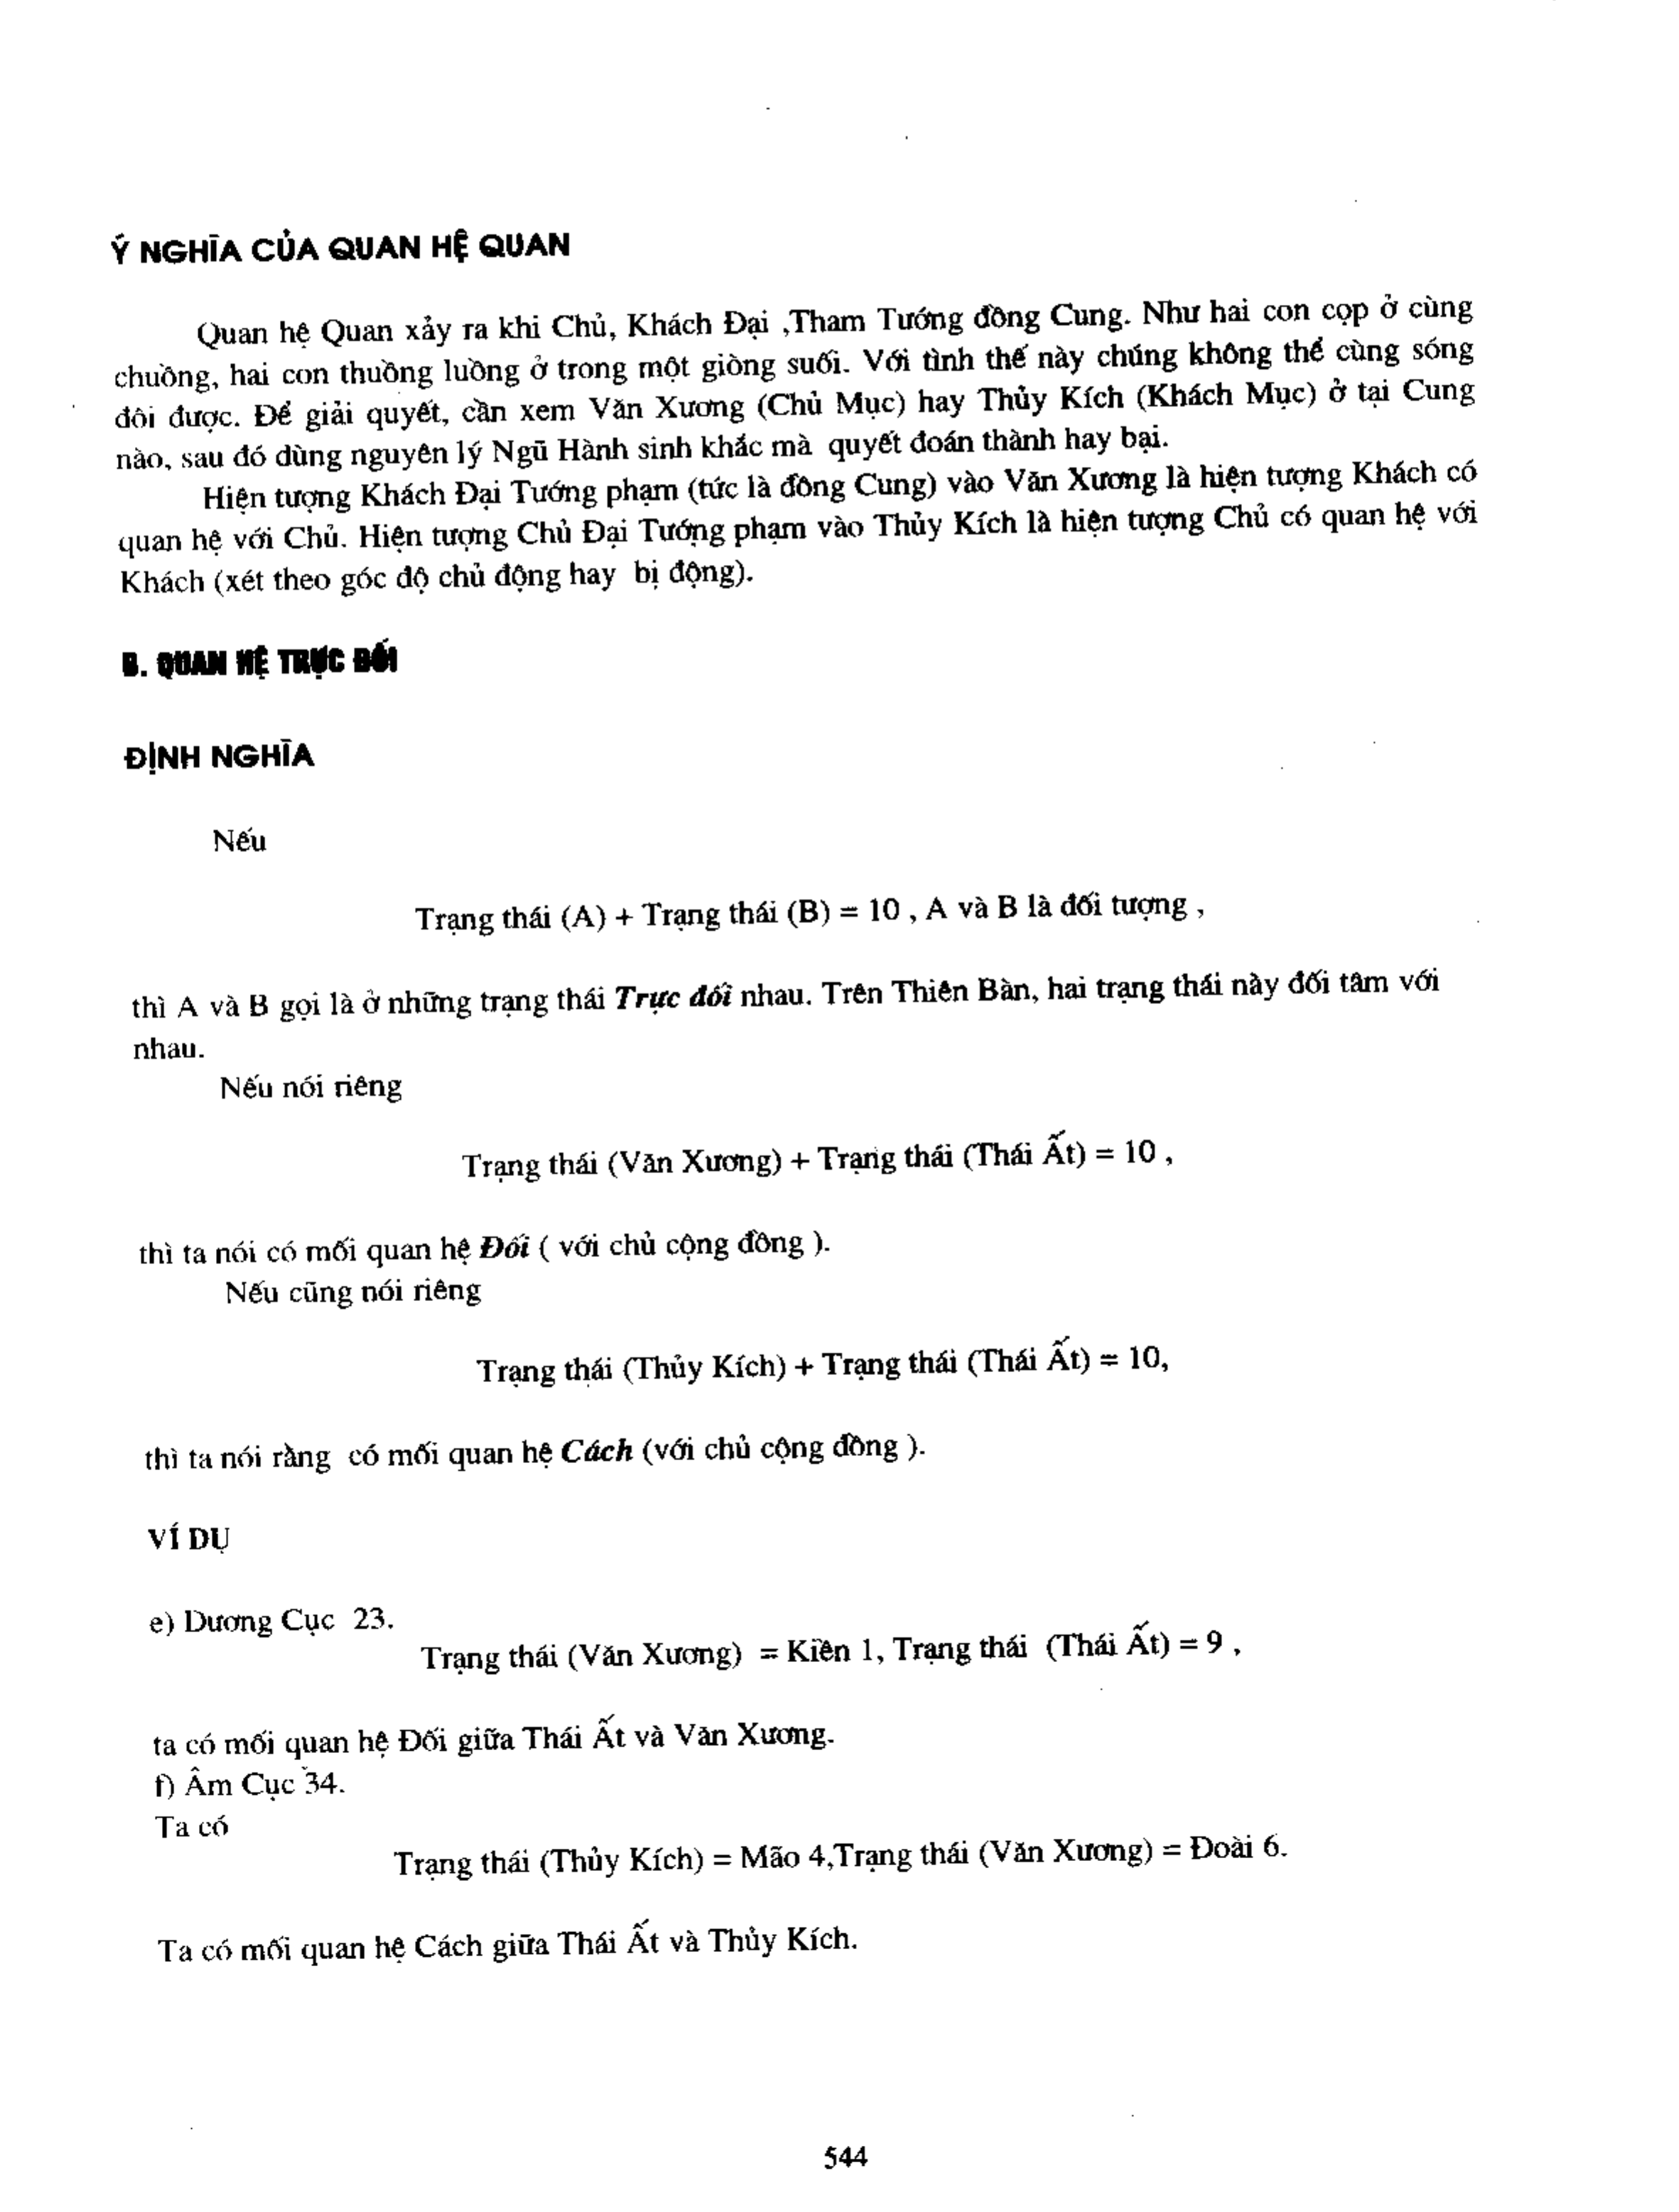 Ý NGHĨA CỦA QUAN HỆ QUAN
Quan hệ Quan xảy ra khi Chủ, Khách Đại ,Tham Tướng đồng Cung. Như hai con cọp ở cùng
chuồng, hai con thuồng luồng ở trong một giòng suối. Với tình thế này chúng không thể cùng sóng
đôi được. Để giải quyết, cần xem Văn Xương (Chủ Mục) hay Thủy Kích (Khách Mục) ở tại Cung
nào, sau đó dùng nguyên lý Ngũ Hành sinh khắc mà quyết đoán thành hay bại.
Hiện tượng Khách Đại Tướng phạm (tức là đồng Cung) vào Văn Xương là hiện tượng Khách có
quan hệ với Chủ. Hiện tượng Chủ Đại Tướng phạm vào Thủy Kích là hiện tượng Chủ có quan hệ với
Khách (xét theo góc độ chủ động hay bị động).
B. QUAN HỆ TRỰC ĐỐI
ĐỊNH NGHĨA
Nếu
Trạng thái (A) + Trạng thái (B) = 10 , A và B là đối tượng ,
thì A và B gọi là ở những trạng thái Trực đối nhau. Trên Thiên Bàn, hai trạng thái này đối tâm với
nhau.
Nếu nói riêng
Trạng thái (Văn Xương) + Trạng thái (Thái Ất) = 10 ,
thì ta nói có mối quan hệ Đối ( với chủ cộng đồng ).
Nếu cũng nói riêng
Trạng thái (Thủy Kích) + Trạng thái (Thái Ất) = 10,
thì ta nói rằng có mối quan hệ Cách (với chủ cộng đồng ).
VÍ DỤ
e) Dương Cục 23.
Trạng thái (Văn Xương) = Kiền 1, Trạng thái (Thái Ất) = 9 ,
ta có mối quan hệ Đối giữa Thái Ất và Văn Xương.
f) Âm Cục 34.
Ta có
Trạng thái (Thủy Kích) = Mão 4,Trạng thái (Văn Xương) = Đoài 6.
Ta có mối quan hệ Cách giữa Thái Ất và Thủy Kích.
544